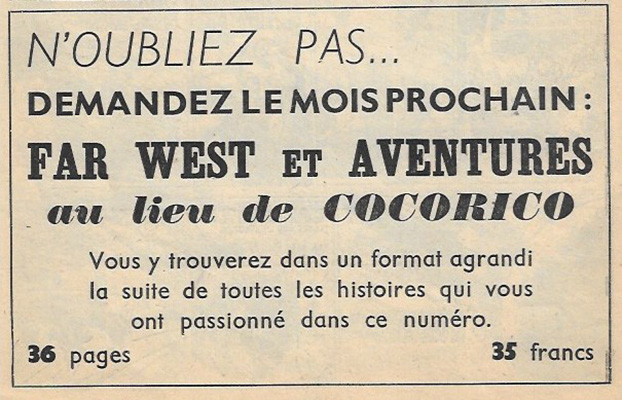 N'OUBLIEZ PAS...
DEMANDEZ LE MOIS PROCHAIN :
FAR WEST ET AVENTURES
au lieu de COCORICO
Vous y trouverez dans un format agrandi
la suite de toutes les histoires qui vous
ont passionné dans ce numéro.
36 pages 35 francs